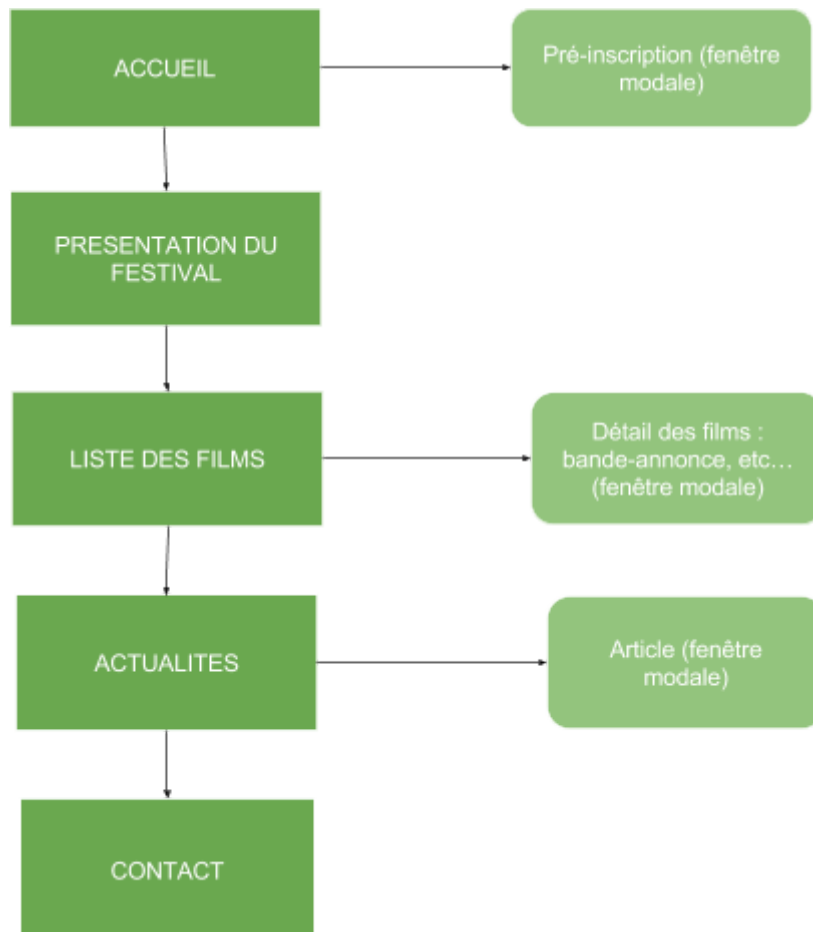 ACCUEIL
Pré-inscription (fenêtre
modale)
PRESENTATION DU
FESTIVAL
LISTE DES FILMS
Détail des films :
bande-annonce, etc…
(fenêtre modale)
ACTUALITES
Article (fenêtre
modale)
CONTACT